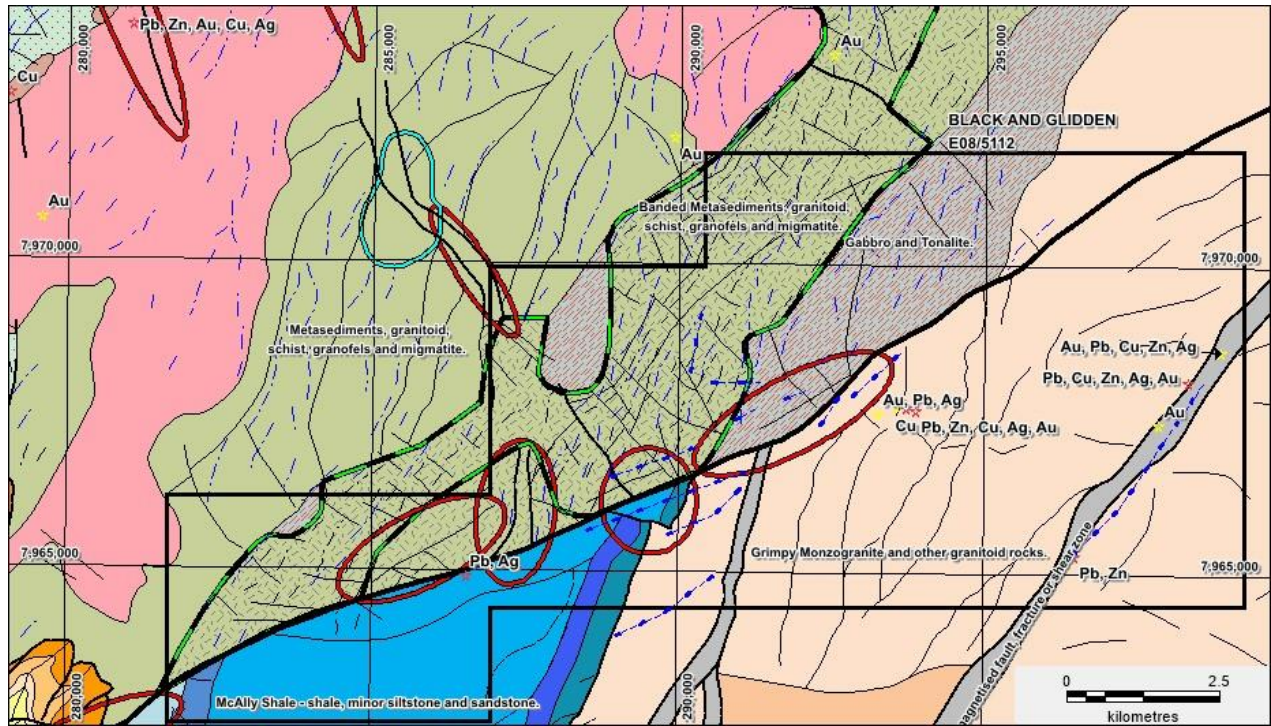 Pb, Zn, Au, Cu, Ag
280,000
285,000
290,000
295,000
Au
Cu
BLACK AND GLIDDEN
E08/5112
Au
Au
Banded Metasediments, granitoid,
schist, granofels and migmatite.
Gabbro and Tonalite.
7,970,000
7,970,000
Metasediments, granitoid,
schist, granofels and migmatite.
Au, Pb, Cu, Zn, Ag
Pb, Cu, Zn, Ag, Au
Au, Pb, Ag
Au
Cu Pb, Zn, Cu, Ag, Au
7,965,000
Pb, Ag
Grimpy Monzogranite and other granitoid rocks.
7,965,000
Pb, Zn
magnetised fault, fracture or shear zone
McAlly Shale - shale, minor siltstone and sandstone.
280,000
290,000
0 2.5
kilometres